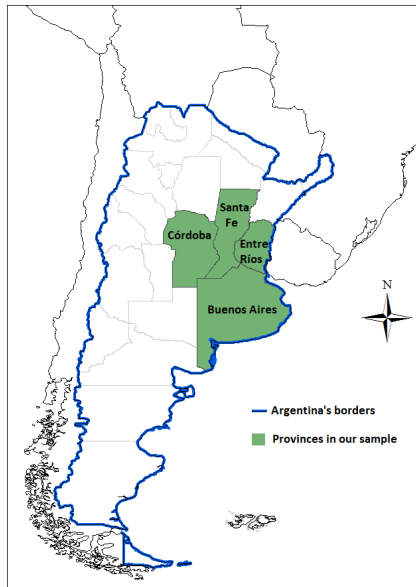 Santa
Fe
Córdoba
Entre
Ríos
Buenos Aires
N
Argentina's borders
Provinces in our sample